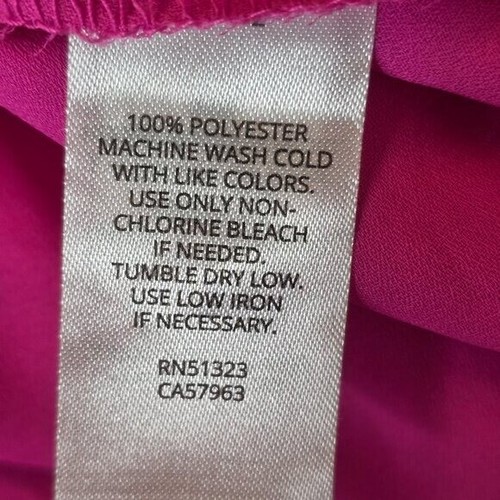 100% POLYESTER
MACHINE WASH COLD
WITH LIKE COLORS.
USE ONLY NON-
CHLORINE BLEACH
IF NEEDED.
TUMBLE DRY LOW.
USE LOW IRON
IF NECESSARY.
RN51323
CA57963